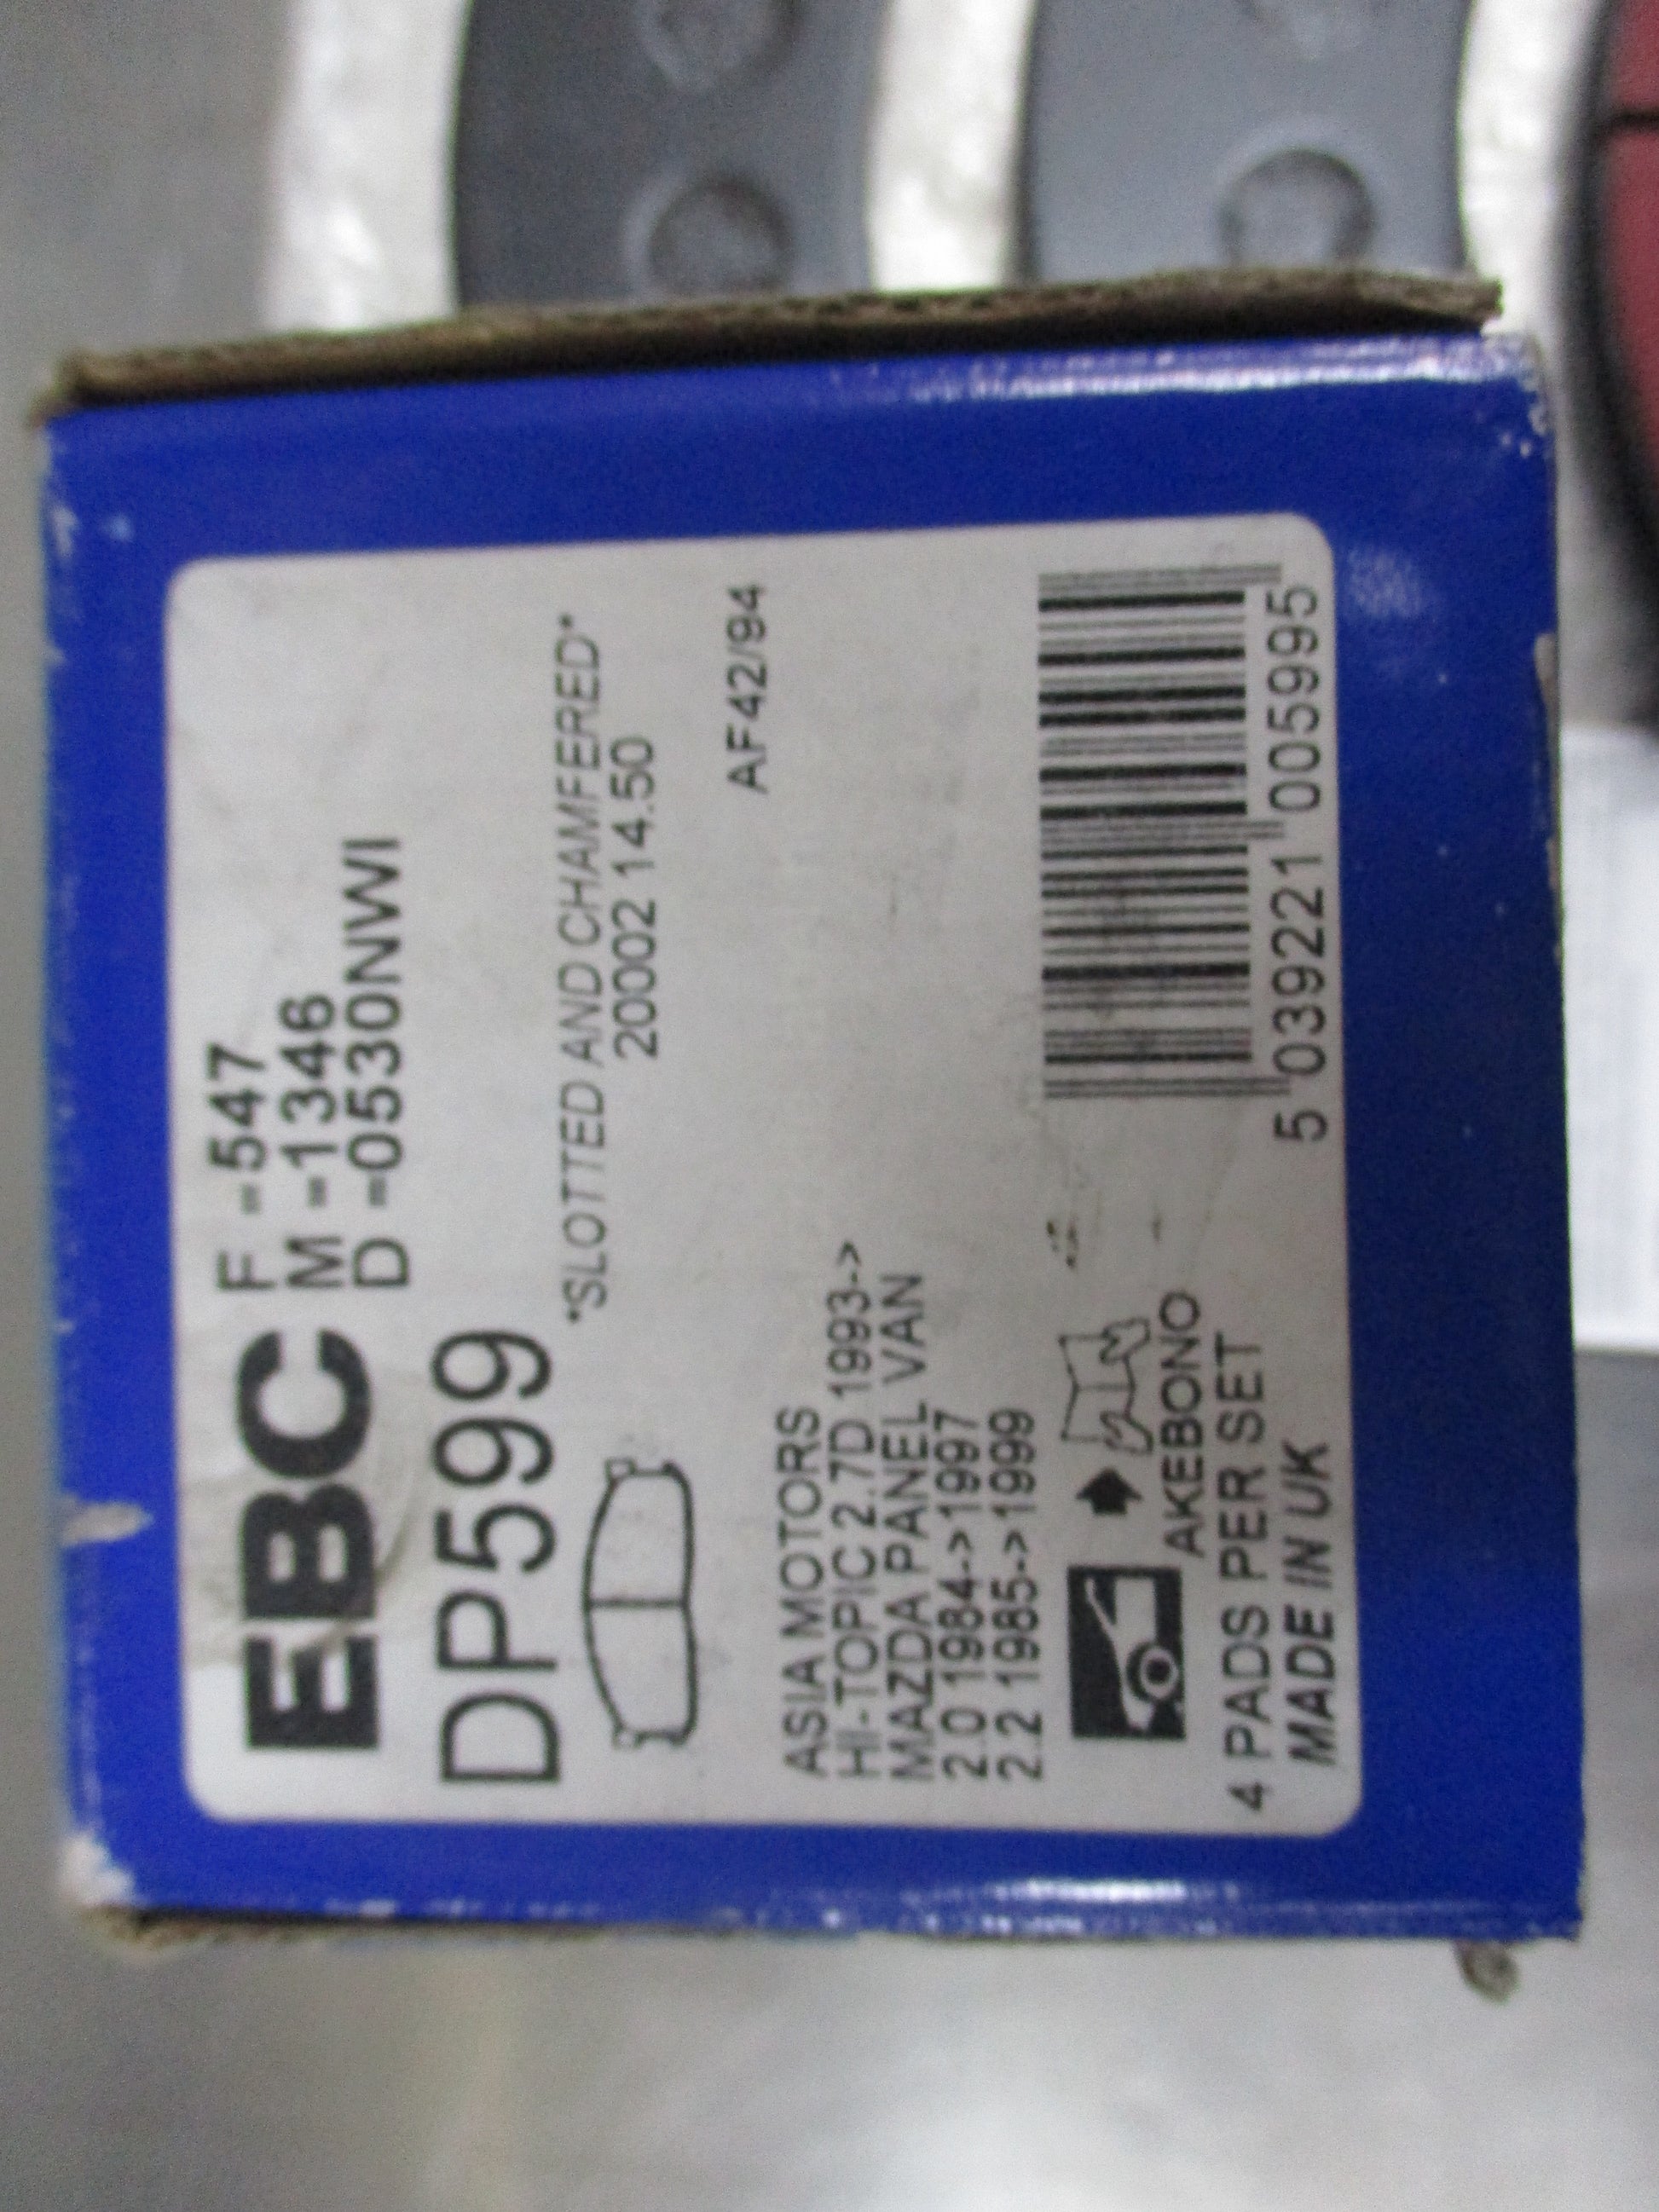 EBC
F -547
M -1346
D -0530NWI
DP599
*SLOTTED AND CHAMFERED*
20002 14.50
AF42/94
ASIA MOTORS
HI-TOPIC 2.7D 1993->
MAZDA PANEL VAN
2.0 1984->1997
2.2 1985->1999
AKEBONO
4 PADS PER SET
MADE IN UK
5 039221 005995